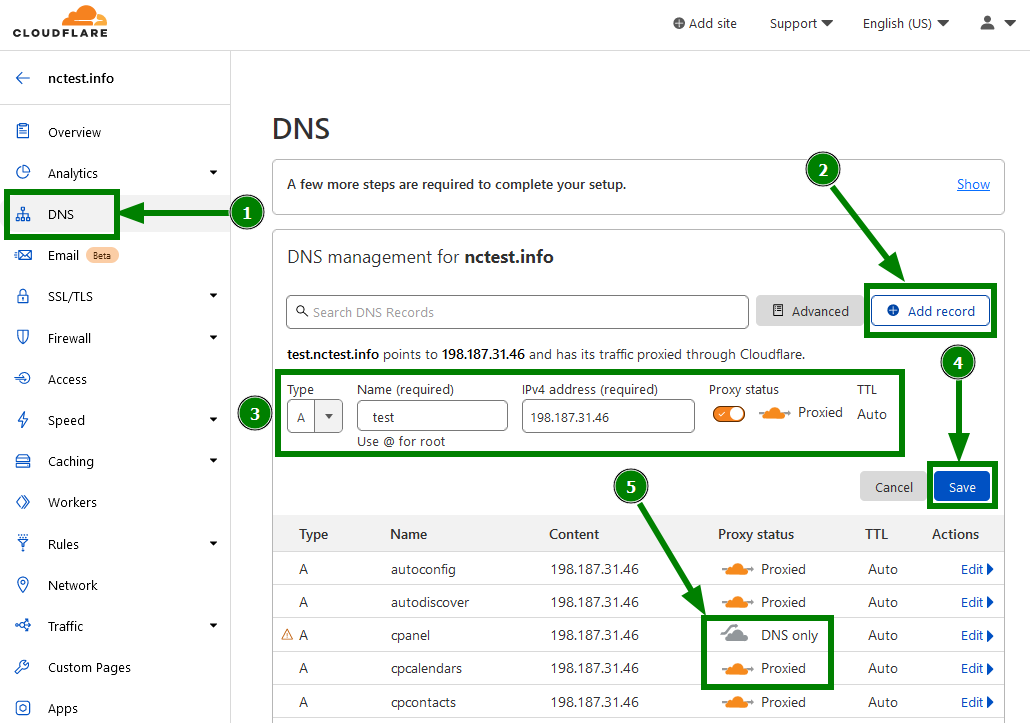 CLOUDFLARE
Add site
Support
English (US)
nctest.info
Overview
Analytics
DNS
1
Email Beta
SSL/TLS
Firewall
Access
Speed
Caching
Workers
Rules
Network
Traffic
Custom Pages
Apps
DNS
2
A few more steps are required to complete your setup.
Show
DNS management for nctest.info
Search DNS Records
Advanced
Add record
test.nctest.info points to 198.187.31.46 and has its traffic proxied through Cloudflare.
4
3
Type Name (required) IPv4 address (required) Proxy status TTL
A test 198.187.31.46 Proxied Auto
Use @ for root
5
Cancel Save
Type Name Content Proxy status TTL Actions
A autoconfig 198.187.31.46 Proxied Auto Edit
A autodiscover 198.187.31.46 Proxied Auto Edit
A cpanel 198.187.31.46 DNS only Auto Edit
A cpcalendars 198.187.31.46 Proxied Auto Edit
A cpcontacts 198.187.31.46 Proxied Auto Edit